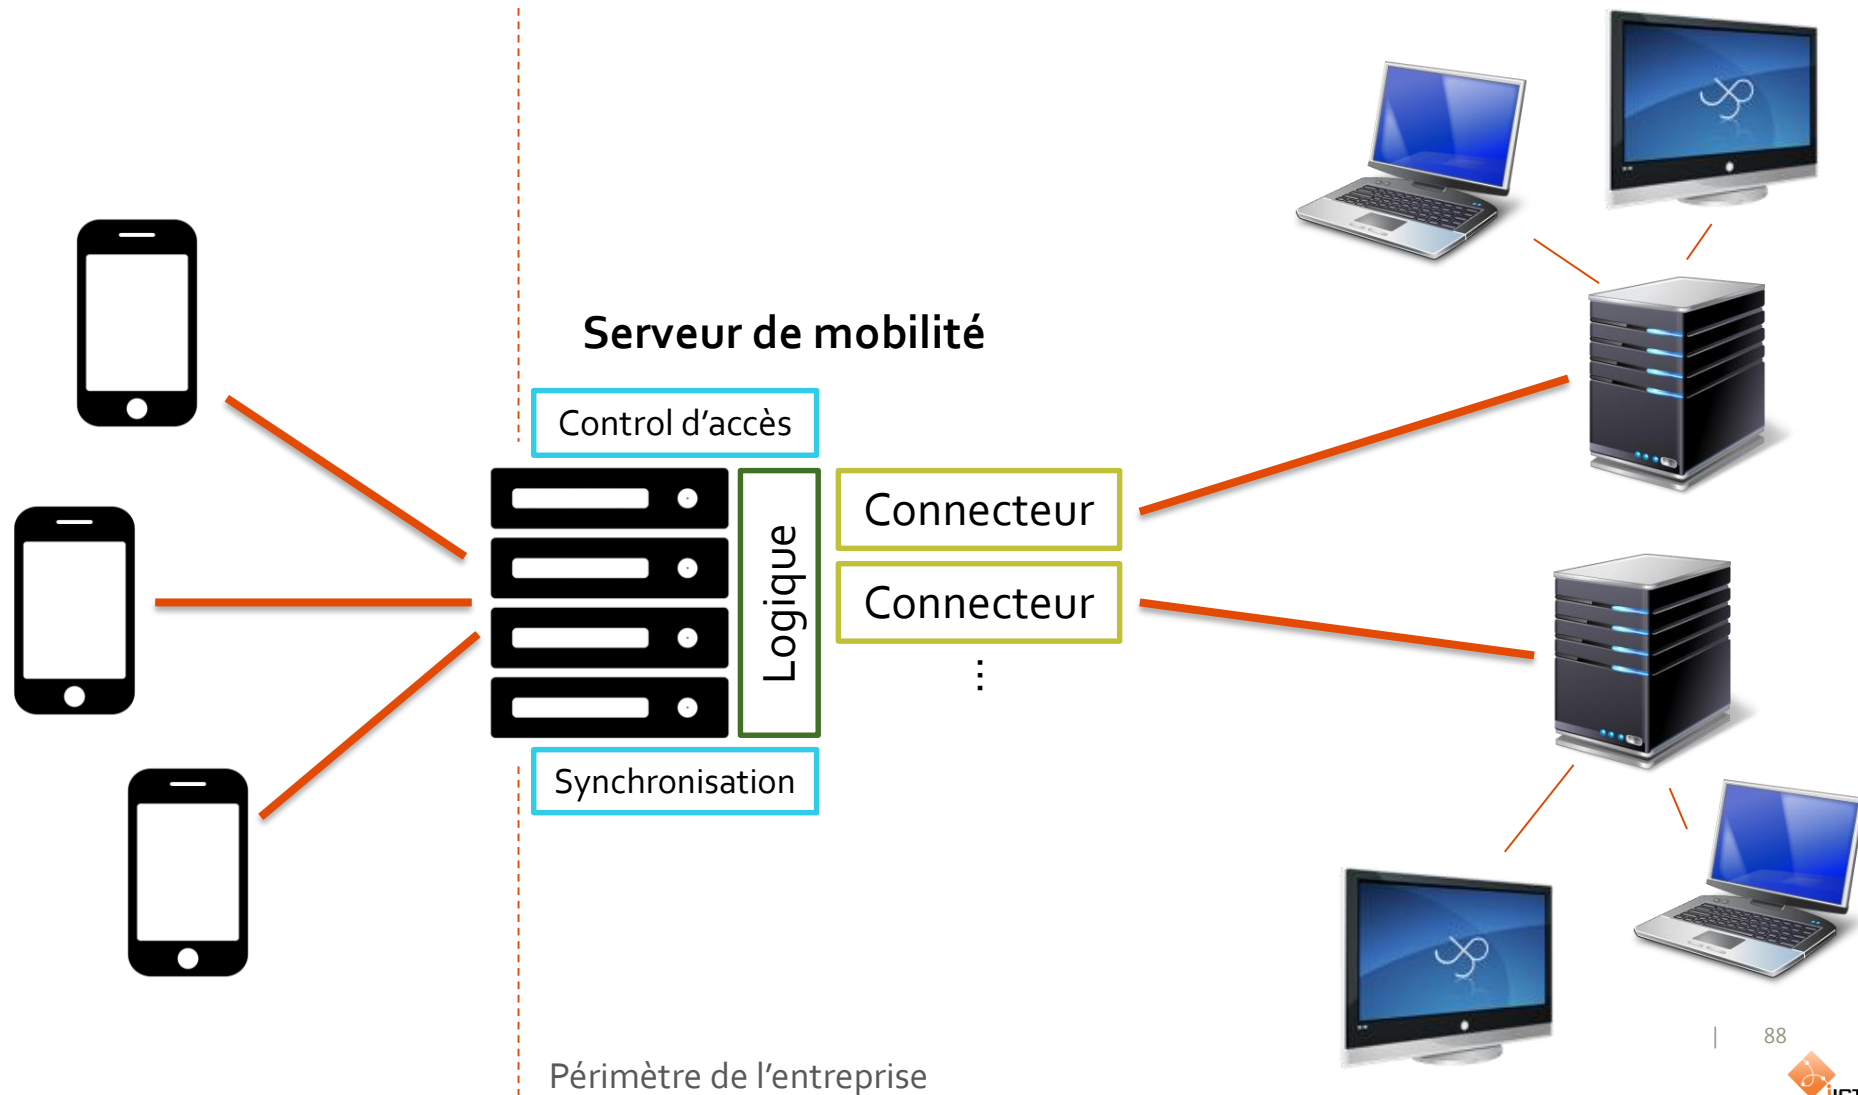 Serveur de mobilité
Control d'accès
Logique
Connecteur
Connecteur
...
Synchronisation
Périmètre de l'entreprise
| 88